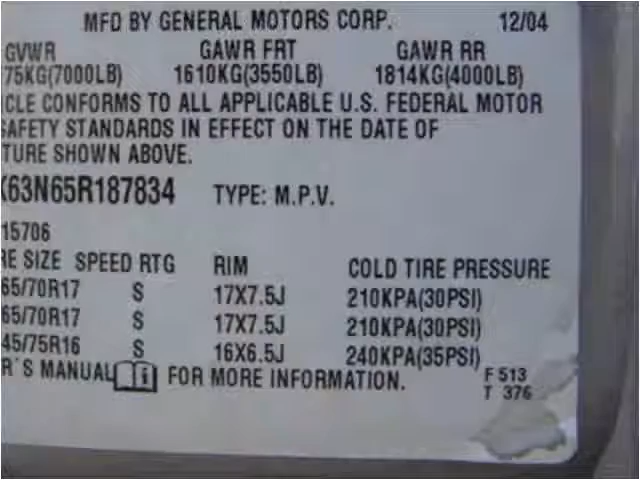 MFD BY GENERAL MOTORS CORP. 12/04
GVWR GAWR FRT GAWR RR
75KG(7000LB) 1610KG(3550LB) 1814KG(4000LB)
CLE CONFORMS TO ALL APPLICABLE U.S. FEDERAL MOTOR
SAFETY STANDARDS IN EFFECT ON THE DATE OF
TURE SHOWN ABOVE.
K63N65R187834 TYPE: M.P.V.
15706
RE SIZE SPEED RTG RIM COLD TIRE PRESSURE
65/70R17 S 17X7.5J 210KPA(30PSI)
65/70R17 S 17X7.5J 210KPA(30PSI)
45/75R16 S 16X6.5J 240KPA(35PSI)
R'S MANUAL i FOR MORE INFORMATION.
F 513
T 376